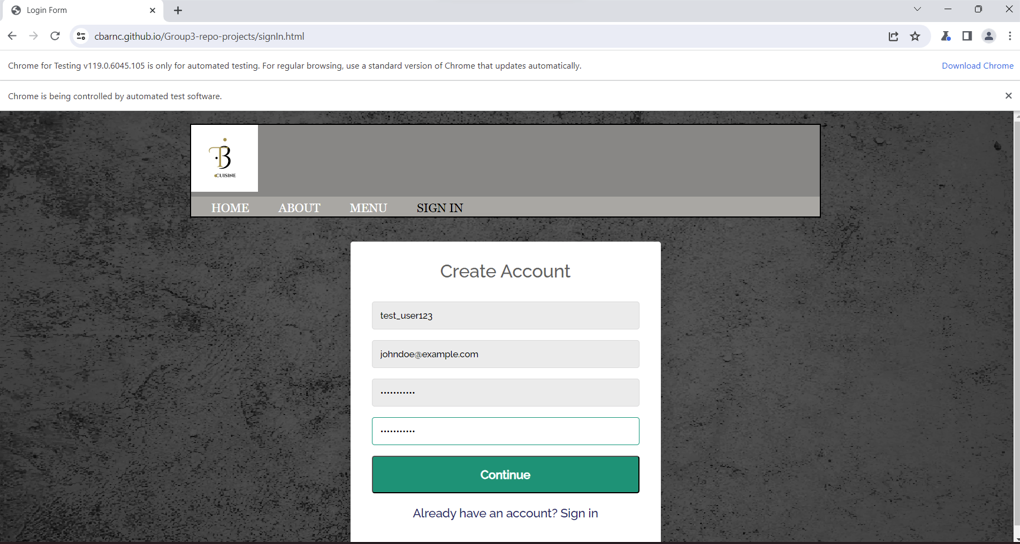 Login Form
cbarnc.github.io/Group3-repo-projects/signIn.html
Chrome for Testing v119.0.6045.105 is only for automated testing. For regular browsing, use a standard version of Chrome that updates automatically. Download Chrome
Chrome is being controlled by automated test software.
B
CUISINE
HOME ABOUT MENU SIGN IN
Create Account
test_user123
johndoe@example.com
•••••••••••
•••••••••••
Continue
Already have an account? Sign in